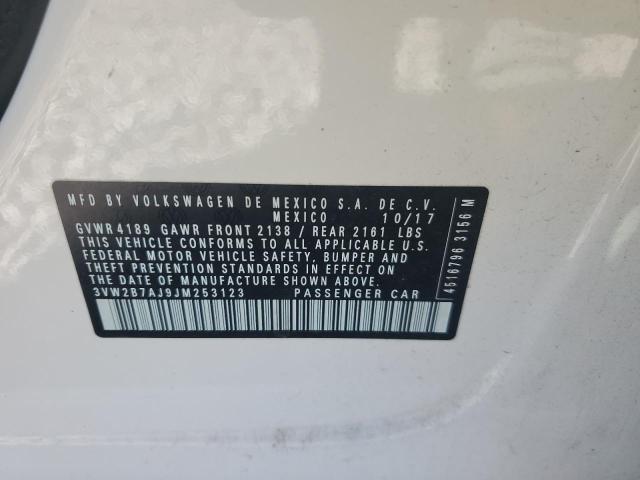 MFD BY VOLKSWAGEN DE MEXICO S.A. DE C.V.
MEXICO 10/17
GVWR 4189 GAWR FRONT 2138 / REAR 2161 LBS
THIS VEHICLE CONFORMS TO ALL APPLICABLE U.S.
FEDERAL MOTOR VEHICLE SAFETY, BUMPER AND
THEFT PREVENTION STANDARDS IN EFFECT ON
THE DATE OF MANUFACTURE SHOWN ABOVE.
3VW2B7AJ9JM253123 PASSENGER CAR
4516796 3156 M